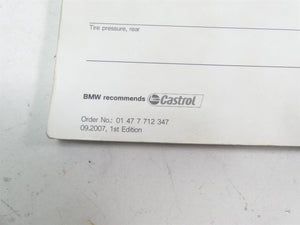 Tire pressure, rear
BMW recommends Castrol
Order No.: 01 47 7 712 347
09.2007, 1st Edition